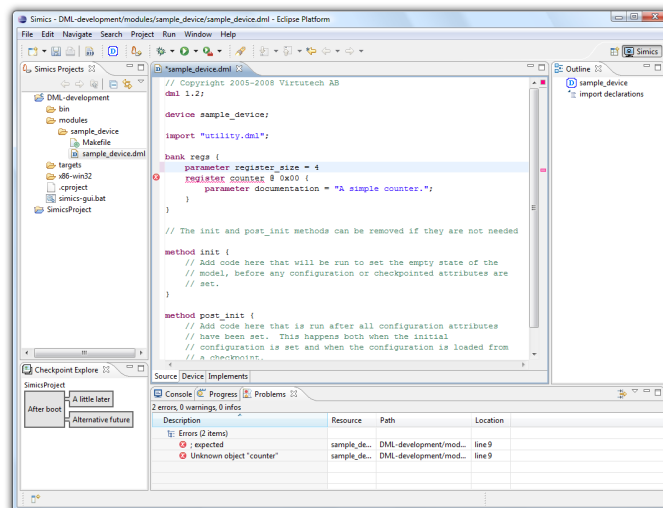 Simics - DML-development/modules/sample_device/sample_device.dml - Eclipse Platform
File Edit Navigate Search Project Run Window Help
Simics
Simics Projects
DML-development
bin
modules
sample_device
Makefile
sample_device.dml
targets
x86-win32
.cproject
simics-gui.bat
SimicsProject
*sample_device.dml
// Copyright 2005-2008 Virtutech AB
dml 1.2;
device sample_device;
import "utility.dml";
bank regs {
parameter register_size = 4
register counter @ 0x00 {
parameter documentation = "A simple counter.";
}
}
// The init and post_init methods can be removed if they are not needed
method init {
// Add code here that will be run to set the empty state of the
// model, before any configuration or checkpointed attributes are
// set.
}
method post_init {
// Add code here that is run after all configuration attributes
// have been set. This happens both when the initial
// configuration is set and when the configuration is loaded from
// a checkpoint.
Source Device Implements
Outline
sample_device
import declarations
Checkpoint Explore
SimicsProject
After boot
A little later
Alternative future
Console Progress Problems
2 errors, 0 warnings, 0 infos
Description Resource Path Location
Errors (2 items)
; expected sample_de... DML-development/mod... line 9
Unknown object "counter" sample_de... DML-development/mod... line 9